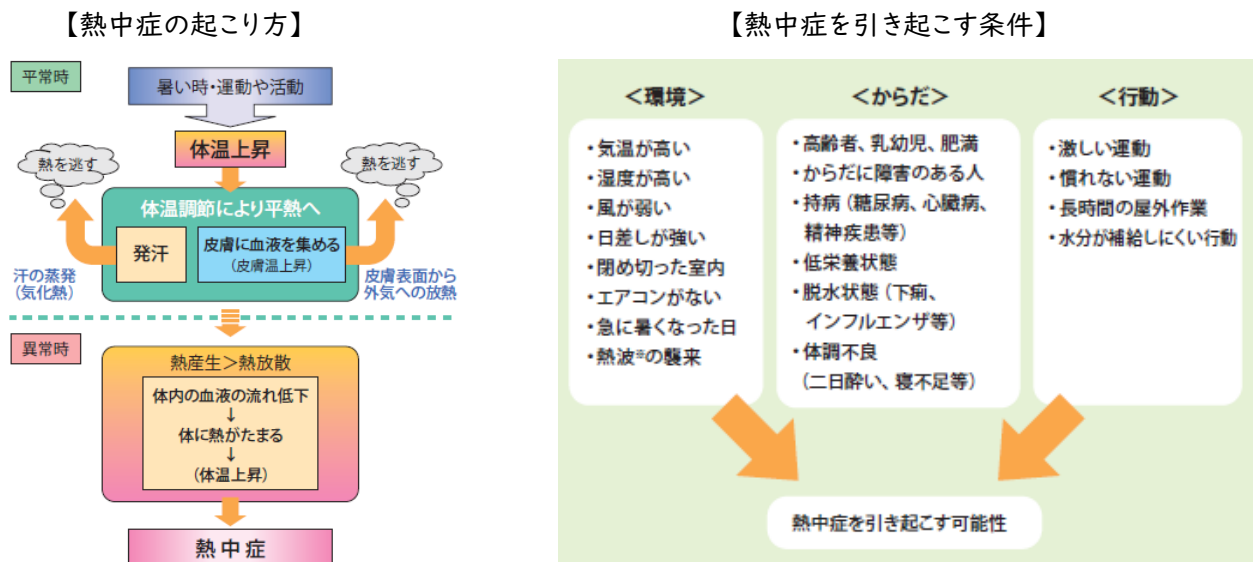 【熱中症の起こり方】
平常時
暑い時・運動や活動
体温上昇
熱を逃す
熱を逃す
体温調節により平熱へ
発汗
皮膚に血液を集める
(皮膚温上昇)
汗の蒸発
(気化熱)
皮膚表面から
外気への放熱
異常時
熱産生>熱放散
体内の血液の流れ低下
↓
体に熱がたまる
↓
(体温上昇)
熱中症
【熱中症を引き起こす条件】
<環境>
・気温が高い
・湿度が高い
・風が弱い
・日差しが強い
・閉め切った室内
・エアコンがない
・急に暑くなった日
・熱波※の襲来
<からだ>
・高齢者、乳幼児、肥満
・からだに障害のある人
・持病(糖尿病、心臓病、
精神疾患等)
・低栄養状態
・脱水状態(下痢、
インフルエンザ等)
・体調不良
(二日酔い、寝不足等)
<行動>
・激しい運動
・慣れない運動
・長時間の屋外作業
・水分が補給しにくい行動
熱中症を引き起こす可能性